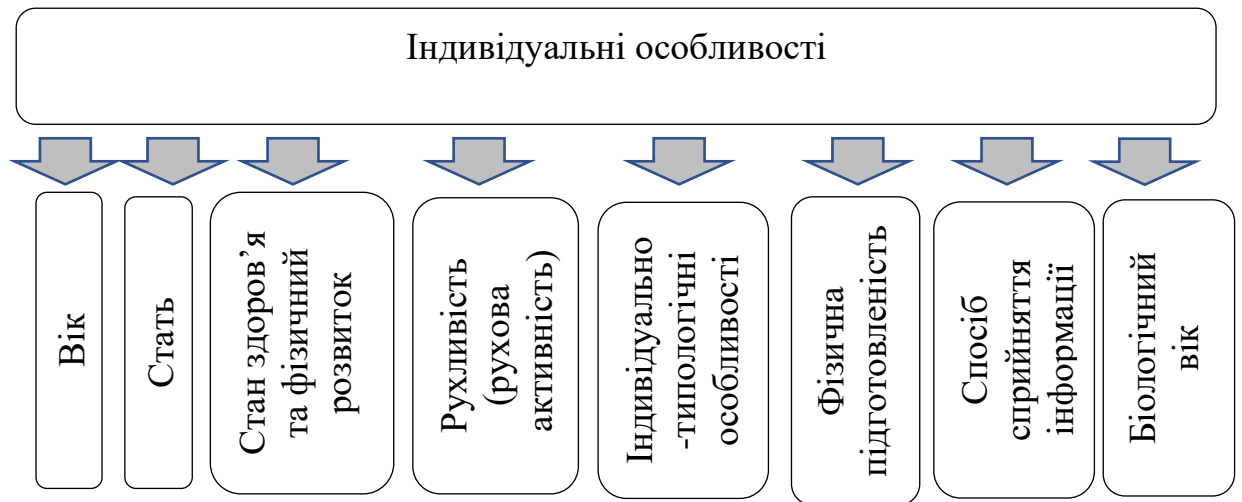 Індивідуальні особливості
Вік
Стать
Стан здоров’я
та фізичний
розвиток
Рухливість
(рухова
активність)
Індивідуально
-типологічні
особливості
Фізична
підготовленість
Спосіб
сприйняття
інформації
Біологічний
вік